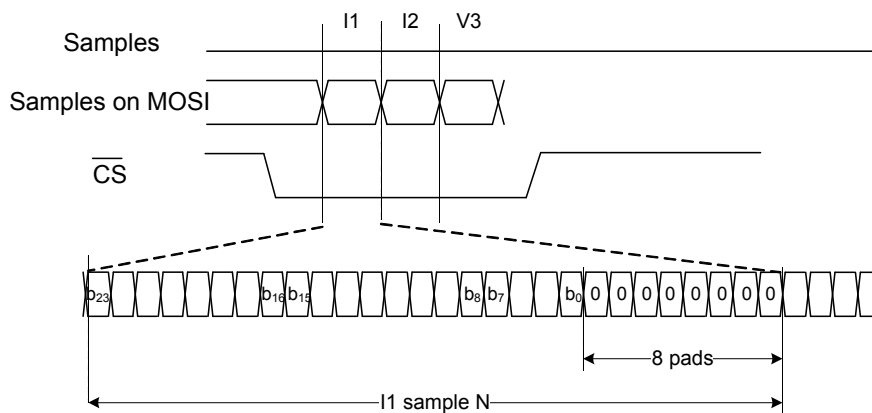 I1 I2 V3
Samples
Samples on MOSI
CS
b23 b16 b15 b8 b7 b0 0 0 0 0 0 0 0 0
8 pads
I1 sample N